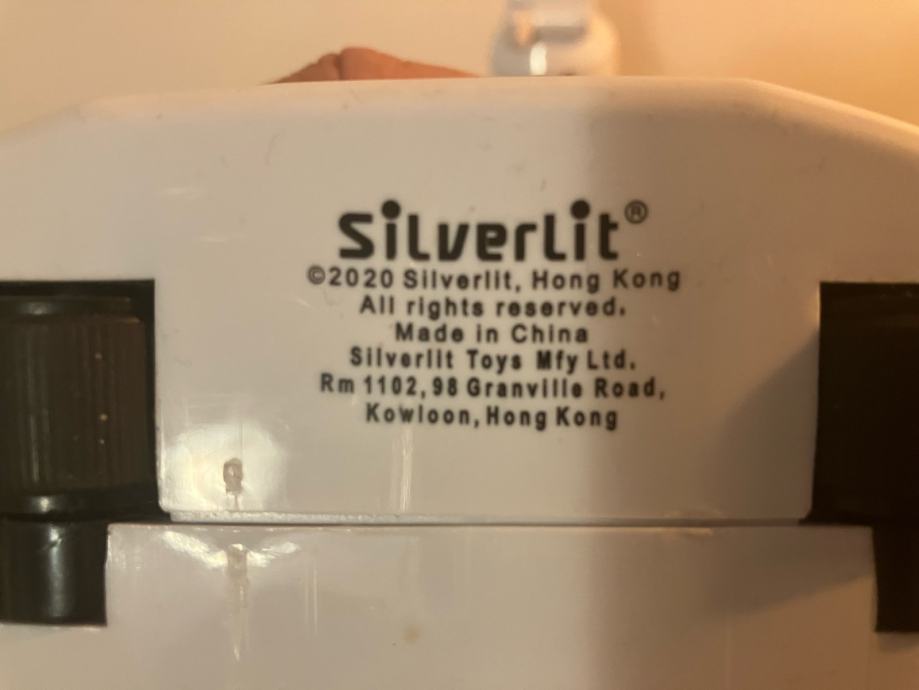 Silverlit®
©2020 Silverlit, Hong Kong
All rights reserved.
Made in China
Silverlit Toys Mfy Ltd.
Rm 1102, 98 Granville Road,
Kowloon, Hong Kong